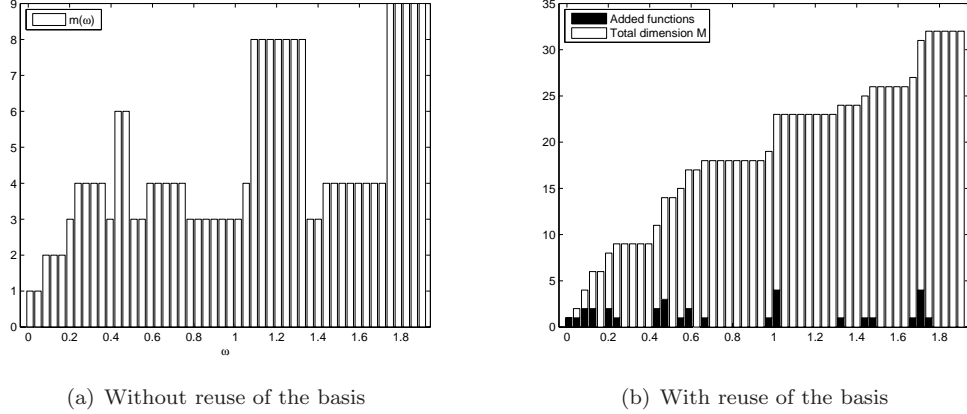 9
8
7
6
5
4
3
2
1
0
m(ω)
0 0.2 0.4 0.6 0.8 1 1.2 1.4 1.6 1.8
ω
(a) Without reuse of the basis
35
30
25
20
15
10
5
0
Added functions
Total dimension M
0 0.2 0.4 0.6 0.8 1 1.2 1.4 1.6 1.8
(b) With reuse of the basis